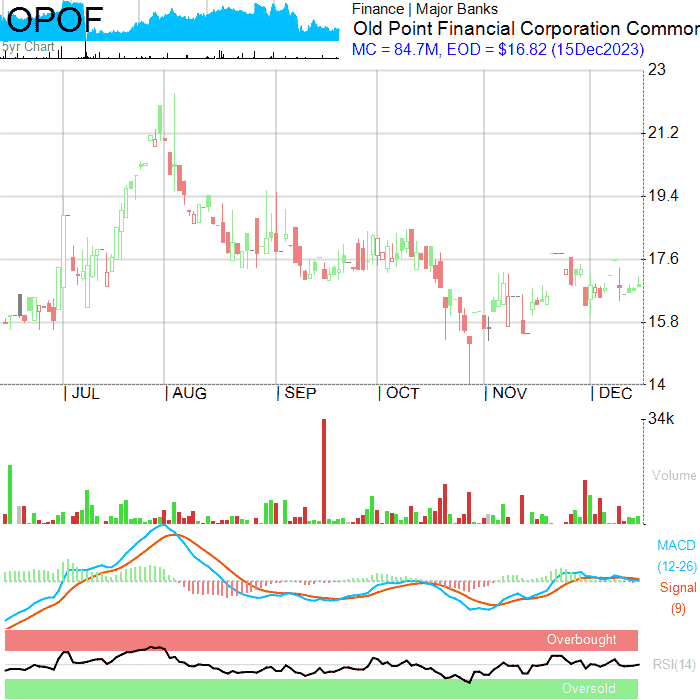 OPOF
5yr Chart
Finance | Major Banks
Old Point Financial Corporation Common
MC = 84.7M, EOD = $16.82 (15Dec2023)
23
21.2
19.4
17.6
15.8
14
JUL AUG SEP OCT NOV DEC
34k
Volume
MACD
(12-26)
Signal
(9)
Overbought
RSI(14)
Oversold